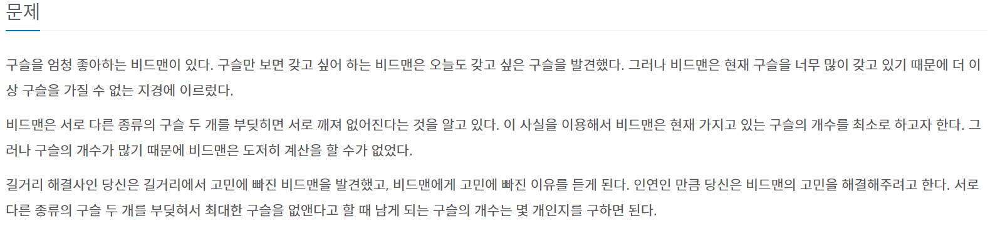 문제
구슬을 엄청 좋아하는 비드맨이 있다. 구슬만 보면 갖고 싶어 하는 비드맨은 오늘도 갖고 싶은 구슬을 발견했다. 그러나 비드맨은 현재 구슬을 너무 많이 갖고 있기 때문에 더 이
상 구슬을 가질 수 없는 지경에 이르렀다.
비드맨은 서로 다른 종류의 구슬 두 개를 부딪히면 서로 깨져 없어진다는 것을 알고 있다. 이 사실을 이용해서 비드맨은 현재 가지고 있는 구슬의 개수를 최소로 하고자 한다. 그
러나 구슬의 개수가 많기 때문에 비드맨은 도저히 계산을 할 수가 없었다.
길거리 해결사인 당신은 길거리에서 고민에 빠진 비드맨을 발견했고, 비드맨에게 고민에 빠진 이유를 듣게 된다. 인연인 만큼 당신은 비드맨의 고민을 해결해주려고 한다. 서로
다른 종류의 구슬 두 개를 부딪혀서 최대한 구슬을 없앤다고 할 때 남게 되는 구슬의 개수는 몇 개인지를 구하면 된다.